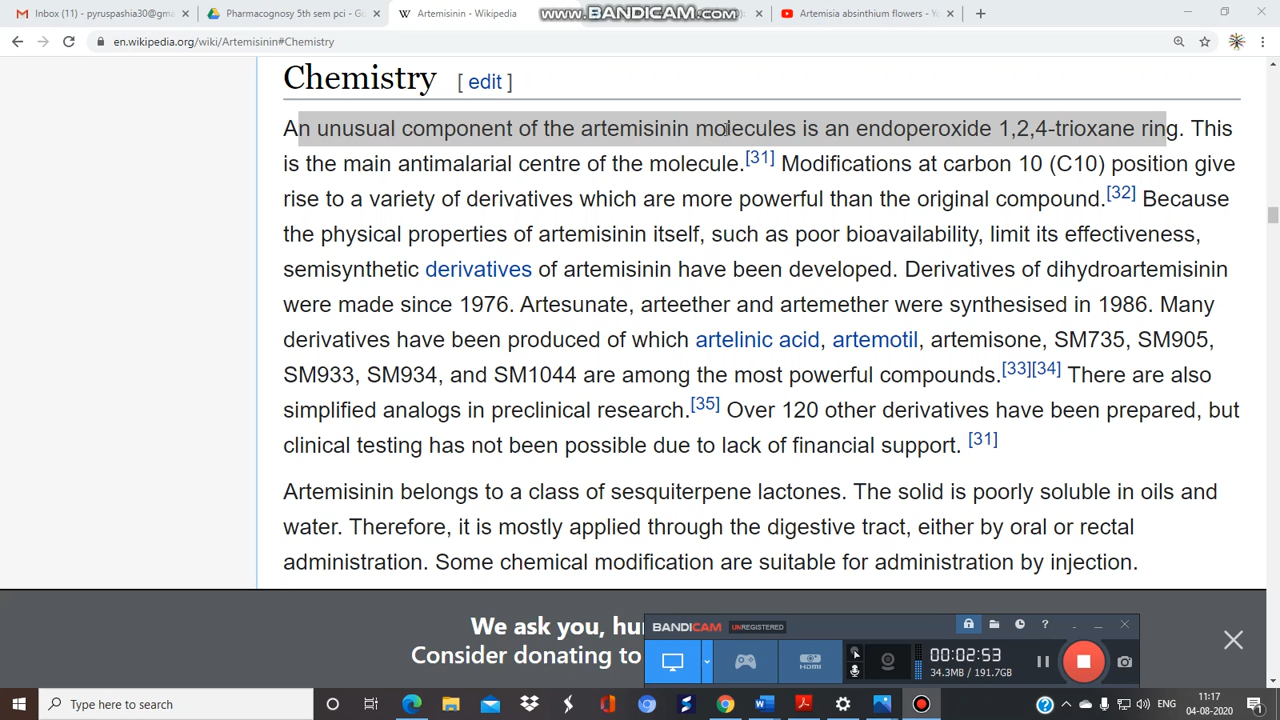 Inbox (11) - pyruspashia30@gma
Pharmacognosy 5th sem pci - Go
Artemisinin - Wikipedia
www.BANDICAM.com
Artemisia absinthium flowers - Yo
en.wikipedia.org/wiki/Artemisinin#Chemistry
Chemistry [ edit ]
An unusual component of the artemisinin molecules is an endoperoxide 1,2,4-trioxane ring. This
is the main antimalarial centre of the molecule.[31] Modifications at carbon 10 (C10) position give
rise to a variety of derivatives which are more powerful than the original compound.[32] Because
the physical properties of artemisinin itself, such as poor bioavailability, limit its effectiveness,
semisynthetic derivatives of artemisinin have been developed. Derivatives of dihydroartemisinin
were made since 1976. Artesunate, arteether and artemether were synthesised in 1986. Many
derivatives have been produced of which artelinic acid, artemotil, artemisone, SM735, SM905,
SM933, SM934, and SM1044 are among the most powerful compounds.[33][34] There are also
simplified analogs in preclinical research.[35] Over 120 other derivatives have been prepared, but
clinical testing has not been possible due to lack of financial support. [31]
Artemisinin belongs to a class of sesquiterpene lactones. The solid is poorly soluble in oils and
water. Therefore, it is mostly applied through the digestive tract, either by oral or rectal
administration. Some chemical modification are suitable for administration by injection.
We ask you, hu
Consider donating to
BANDICAM UNREGISTERED
HDMI
00:02:53
34.3MB / 191.7GB
Type here to search
ENG
11:17
04-08-2020